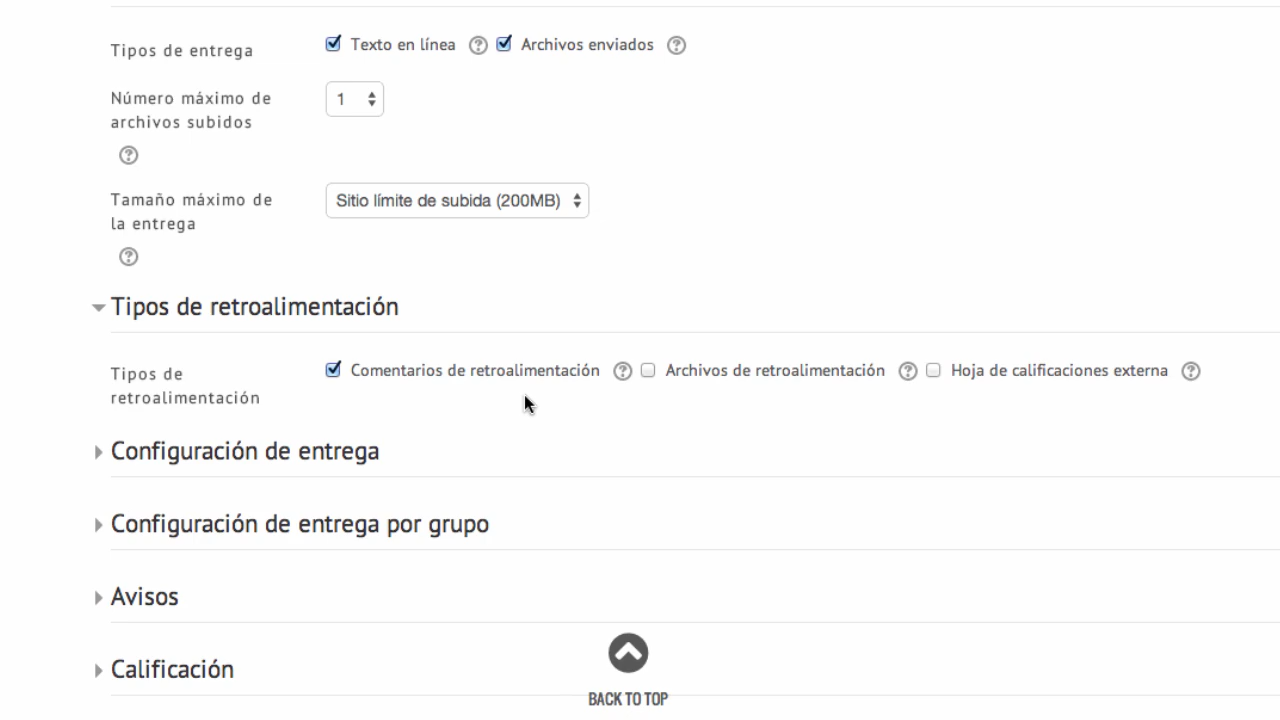 Tipos de entrega
Texto en línea
Archivos enviados
Número máximo de
archivos subidos
1
Tamaño máximo de
la entrega
Sitio límite de subida (200MB)
Tipos de retroalimentación
Tipos de
retroalimentación
Comentarios de retroalimentación
Archivos de retroalimentación
Hoja de calificaciones externa
Configuración de entrega
Configuración de entrega por grupo
Avisos
Calificación
BACK TO TOP